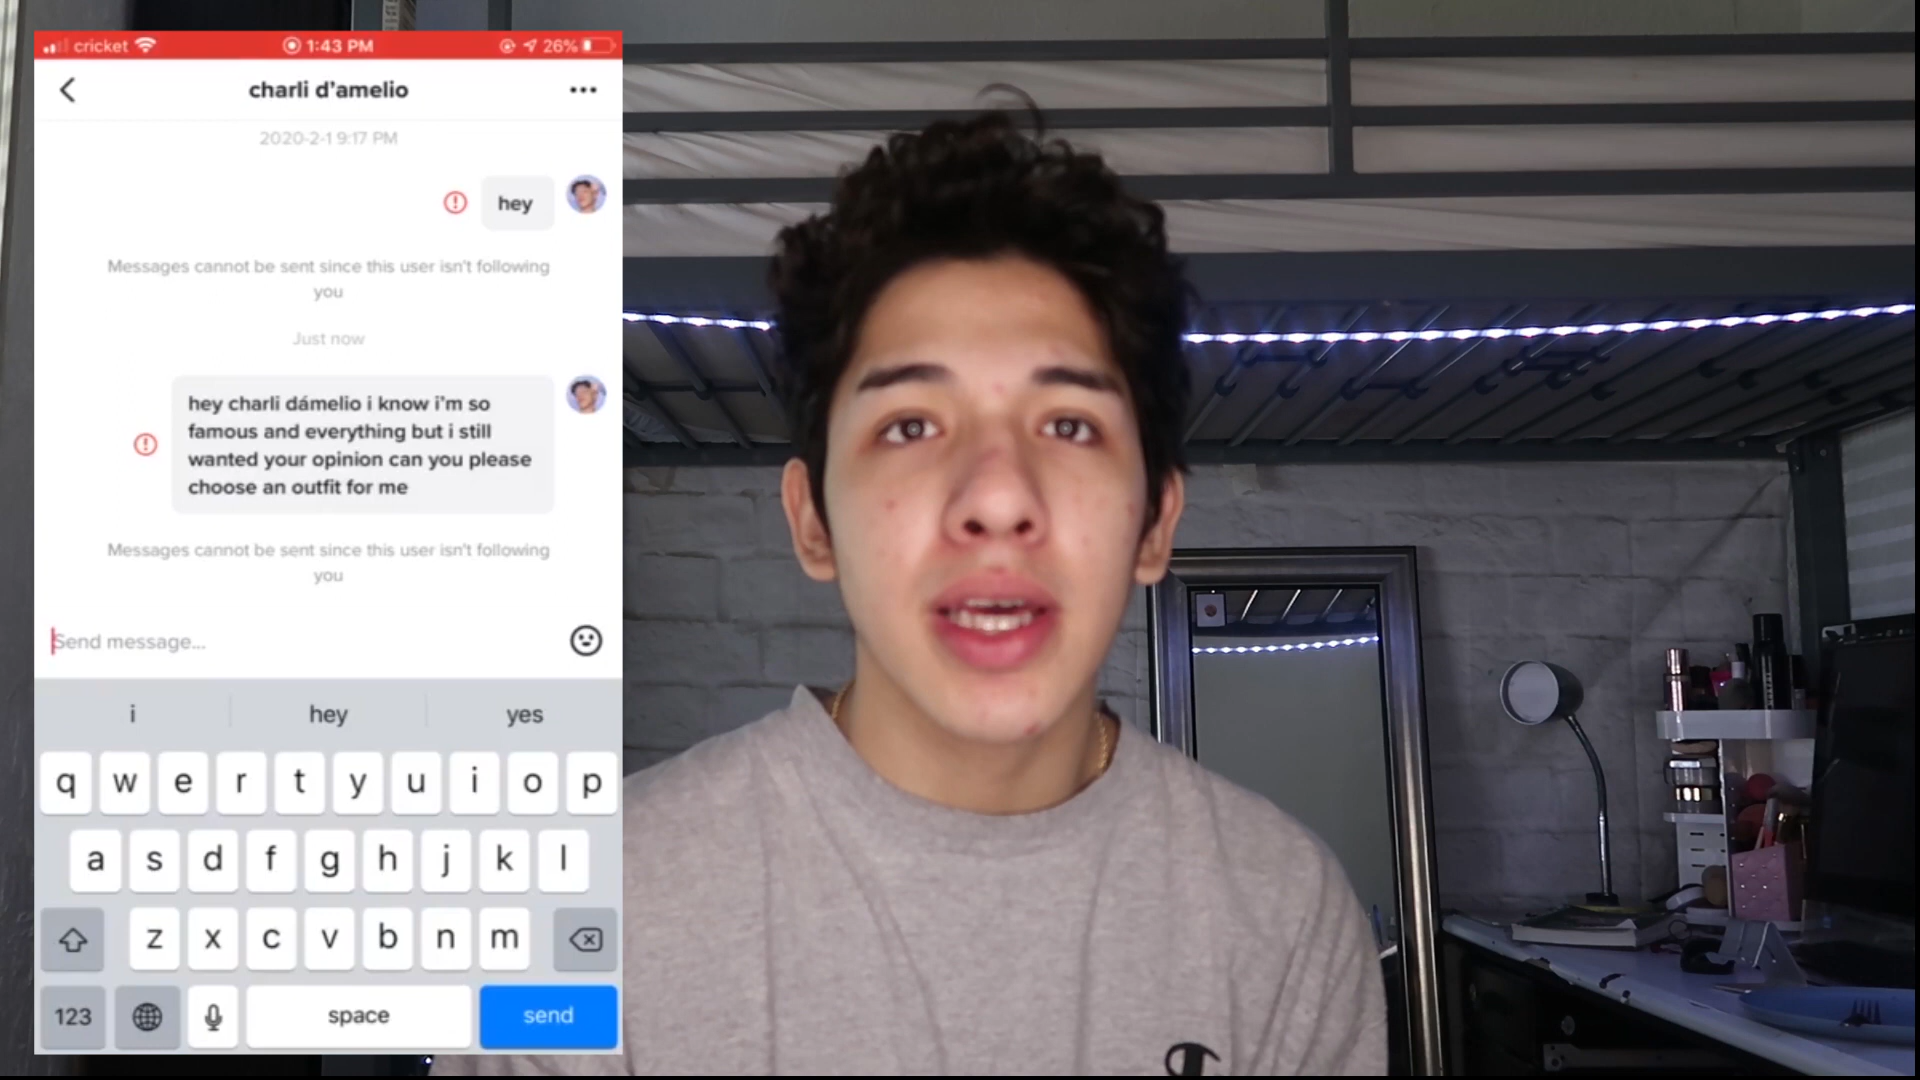 cricket 1:43 PM 26%
charli d'amelio
2020-2-1 9:17 PM
hey
Messages cannot be sent since this user isn't following
you
Just now
hey charli dámelio i know i'm so
famous and everything but i still
wanted your opinion can you please
choose an outfit for me
Messages cannot be sent since this user isn't following
you
Send message...
i hey yes
q w e r t y u i o p
a s d f g h j k l
z x c v b n m
123 space send